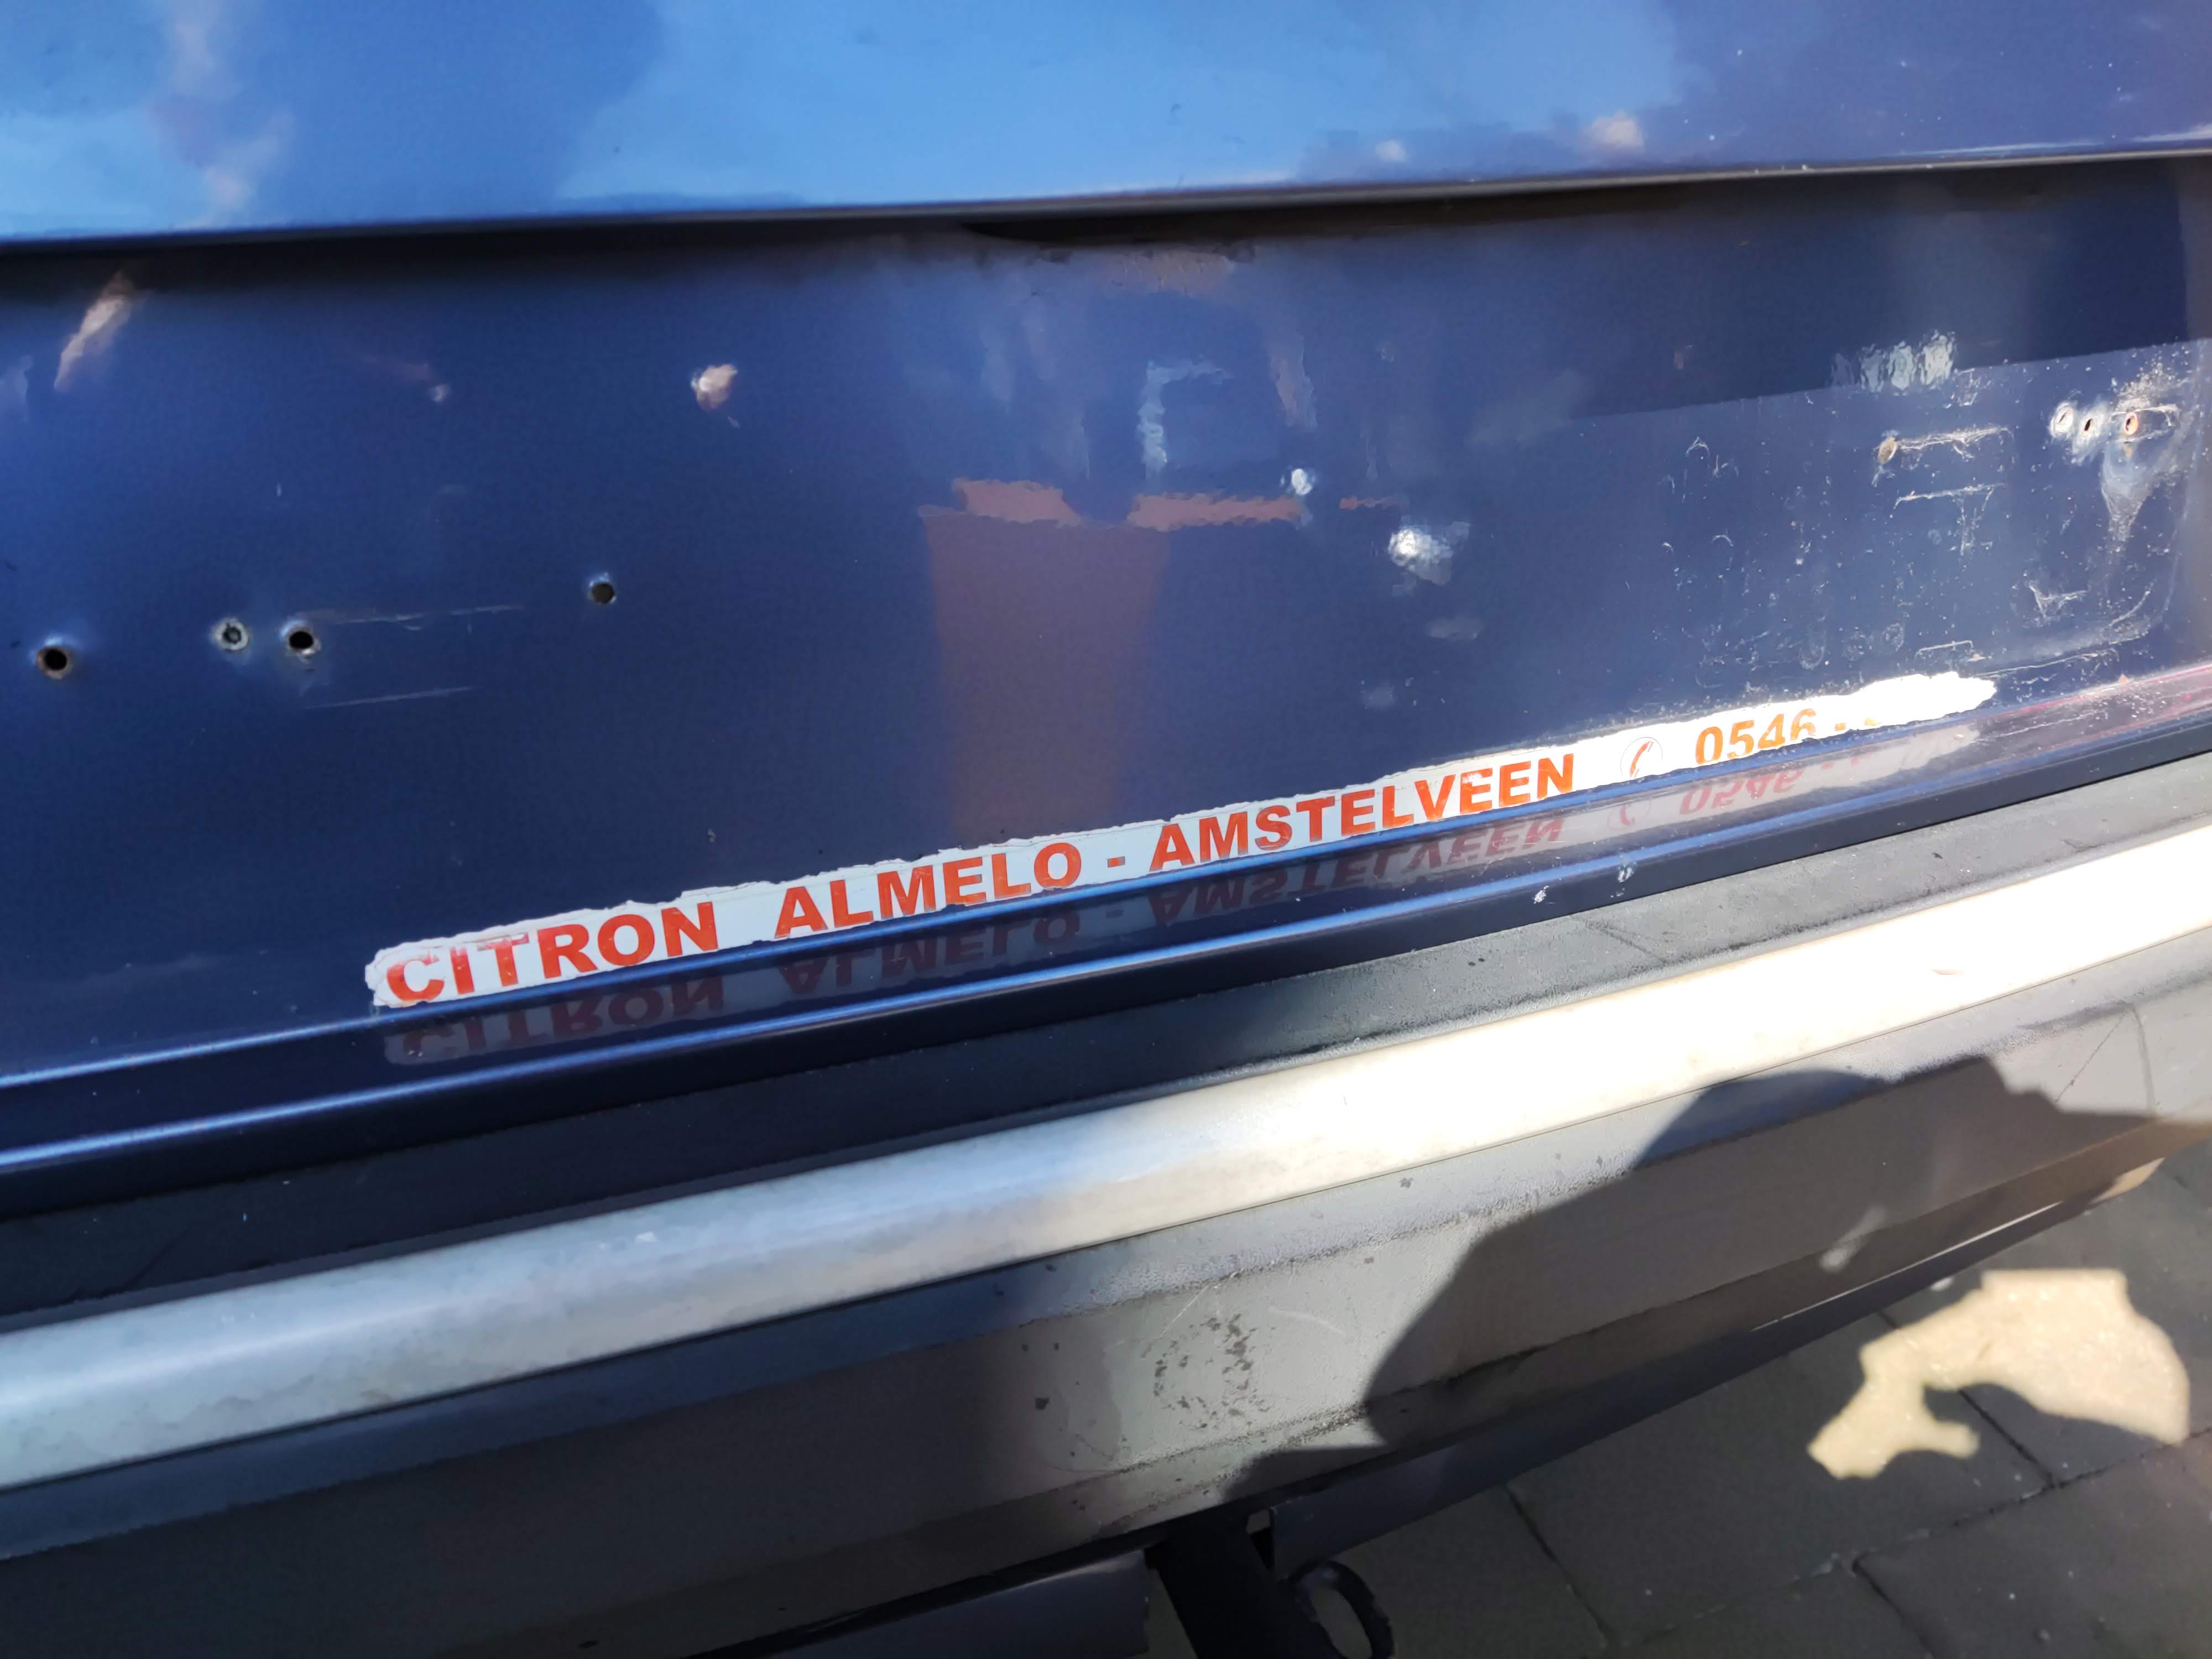 CITRON ALMELO - AMSTELVEEN 0546 -